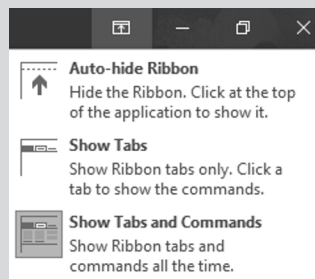 Auto-hide Ribbon
Hide the Ribbon. Click at the top
of the application to show it.
Show Tabs
Show Ribbon tabs only. Click a
tab to show the commands.
Show Tabs and Commands
Show Ribbon tabs and
commands all the time.